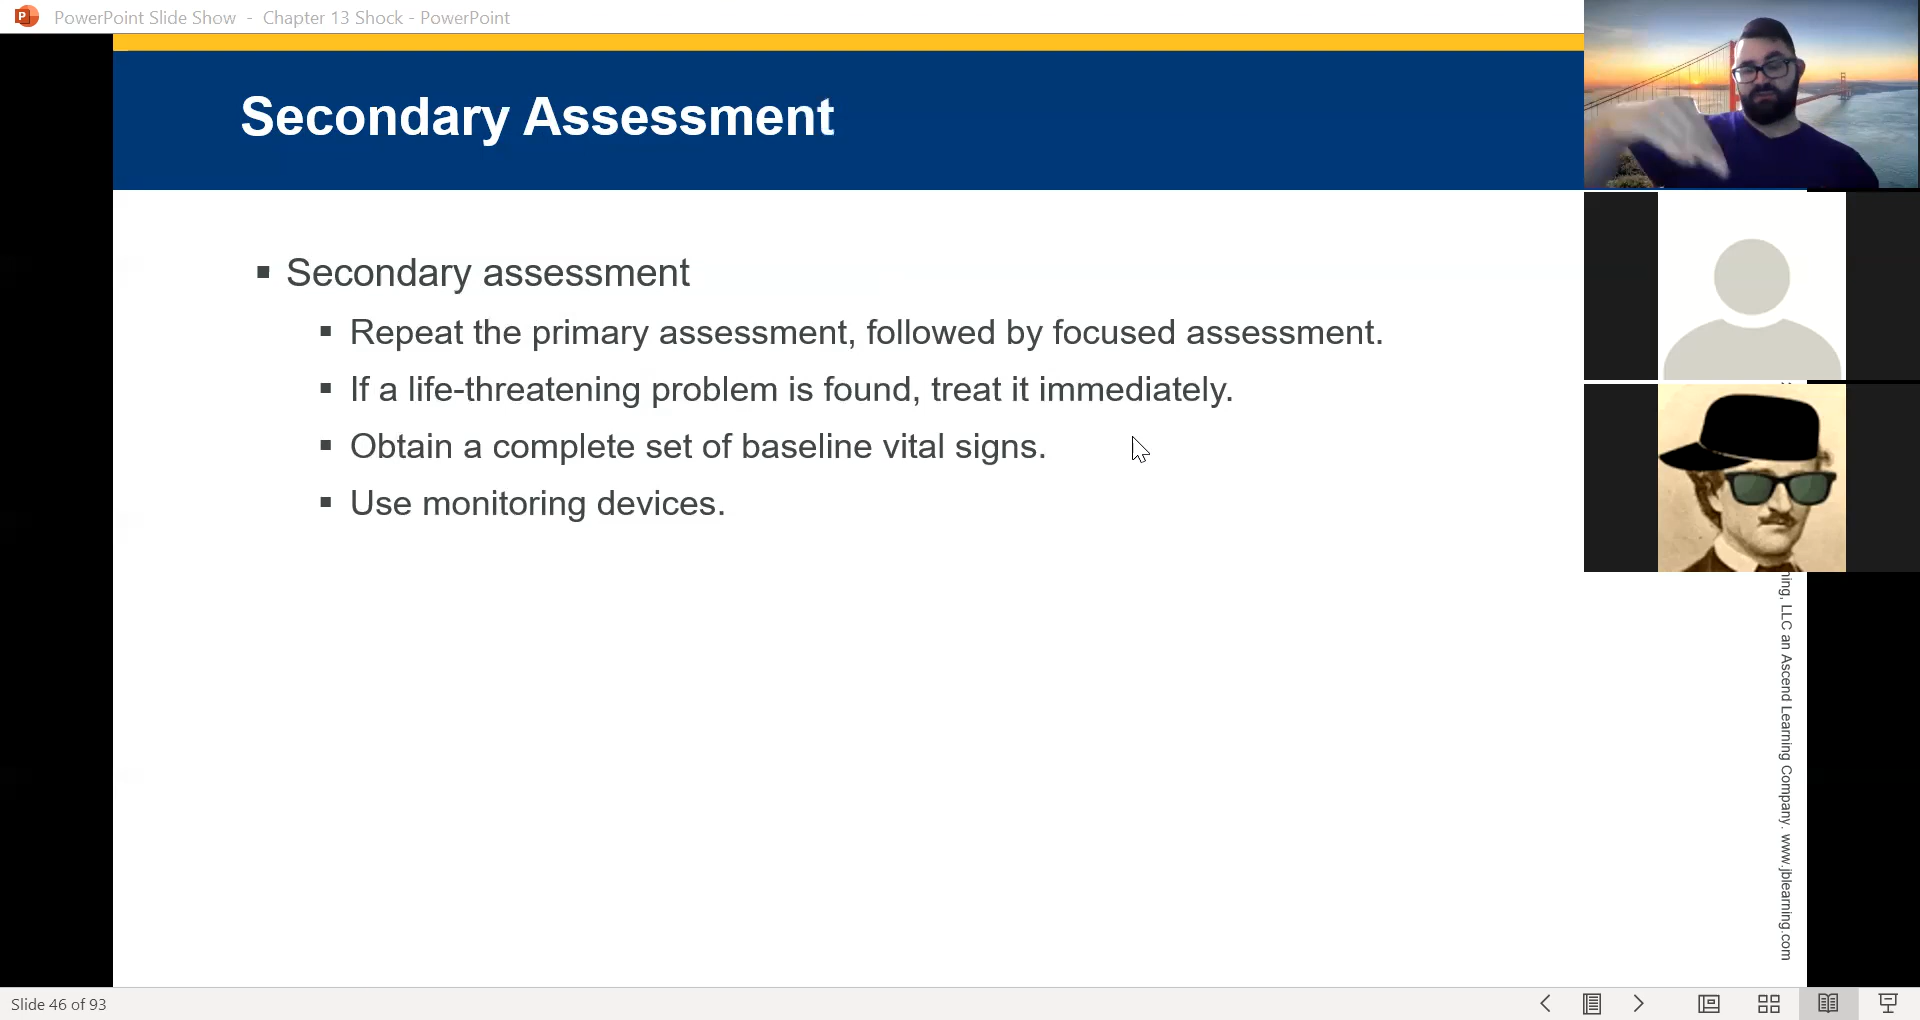 PowerPoint Slide Show - Chapter 13 Shock - PowerPoint
Secondary Assessment
▪ Secondary assessment
▪ Repeat the primary assessment, followed by focused assessment.
▪ If a life-threatening problem is found, treat it immediately.
▪ Obtain a complete set of baseline vital signs.
▪ Use monitoring devices.
LLC an Ascend Learning Company. www.jblearning.com
Slide 46 of 93